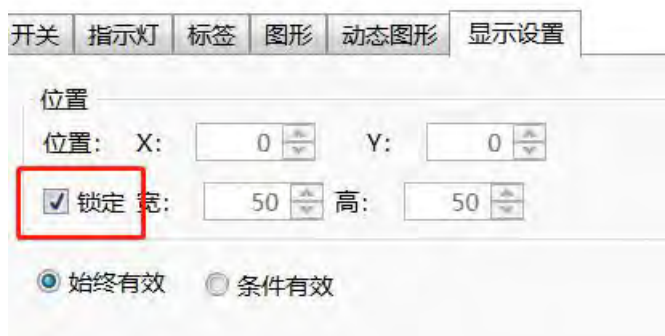 开关 指示灯 标签 图形 动态图形 显示设置
位置
位置: X: 0 Y: 0
锁定 宽: 50 高: 50
始终有效 条件有效